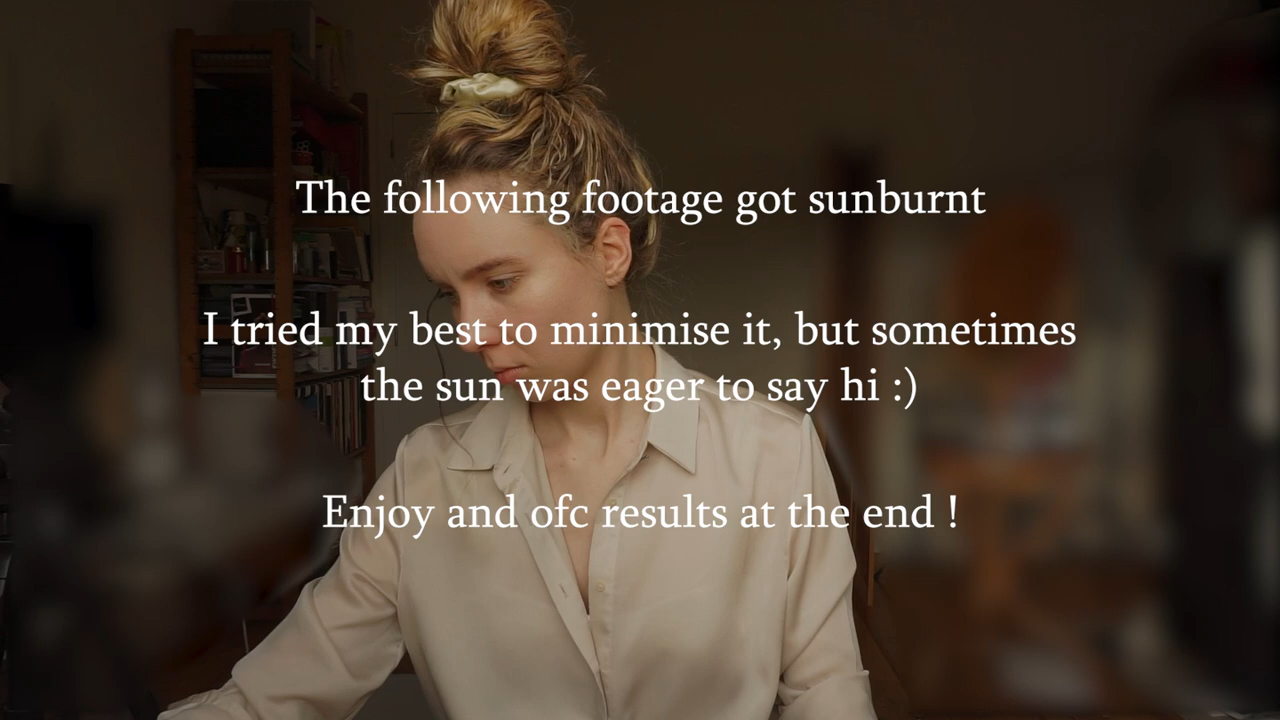 The following footage got sunburnt
I tried my best to minimise it, but sometimes
the sun was eager to say hi :)
Enjoy and ofc results at the end !